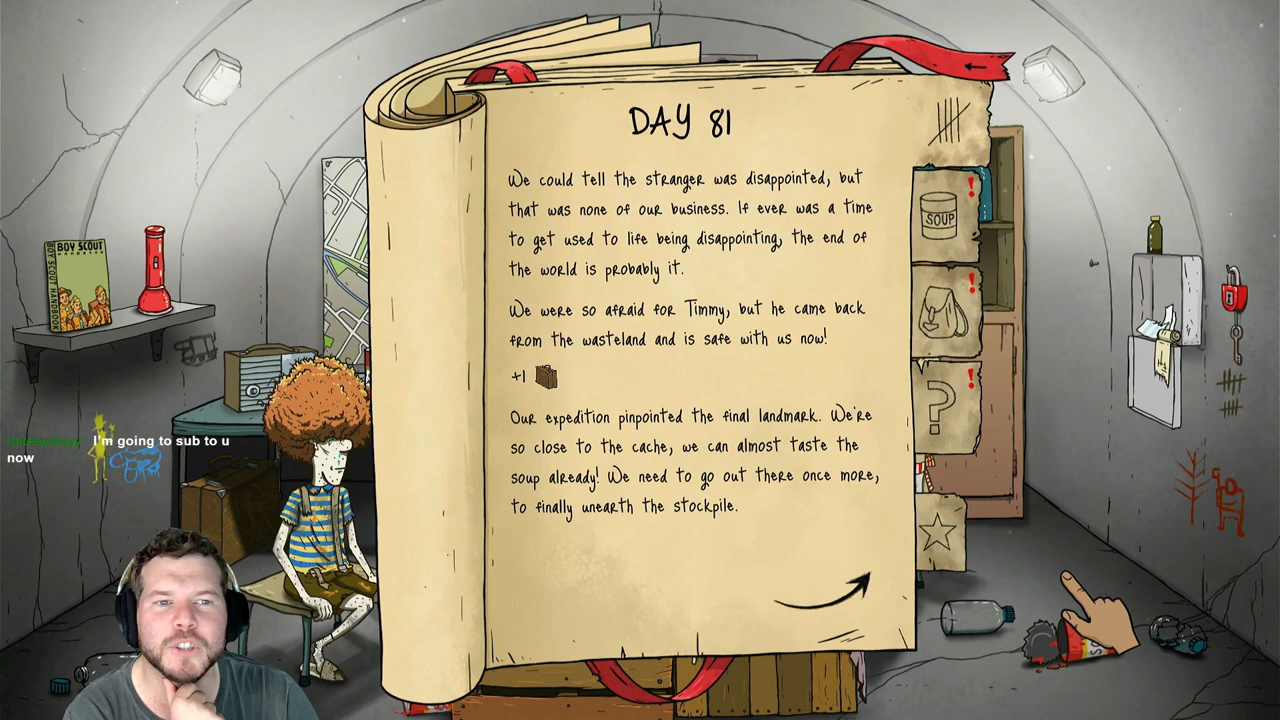 DAY 81
We could tell the stranger was disappointed, but
that was none of our business. If ever was a time
to get used to life being disappointing, the end of
the world is probably it.
We were so afraid for Timmy, but he came back
from the wasteland and is safe with us now!
+1
Our expedition pinpointed the final landmark. We're
so close to the cache, we can almost taste the
soup already! We need to go out there once more,
to finally unearth the stockpile.
SOUP
!
!
!
?
BOY SCOUT
BOY SCOUT HANDBOOK
I'm going to sub to u
now